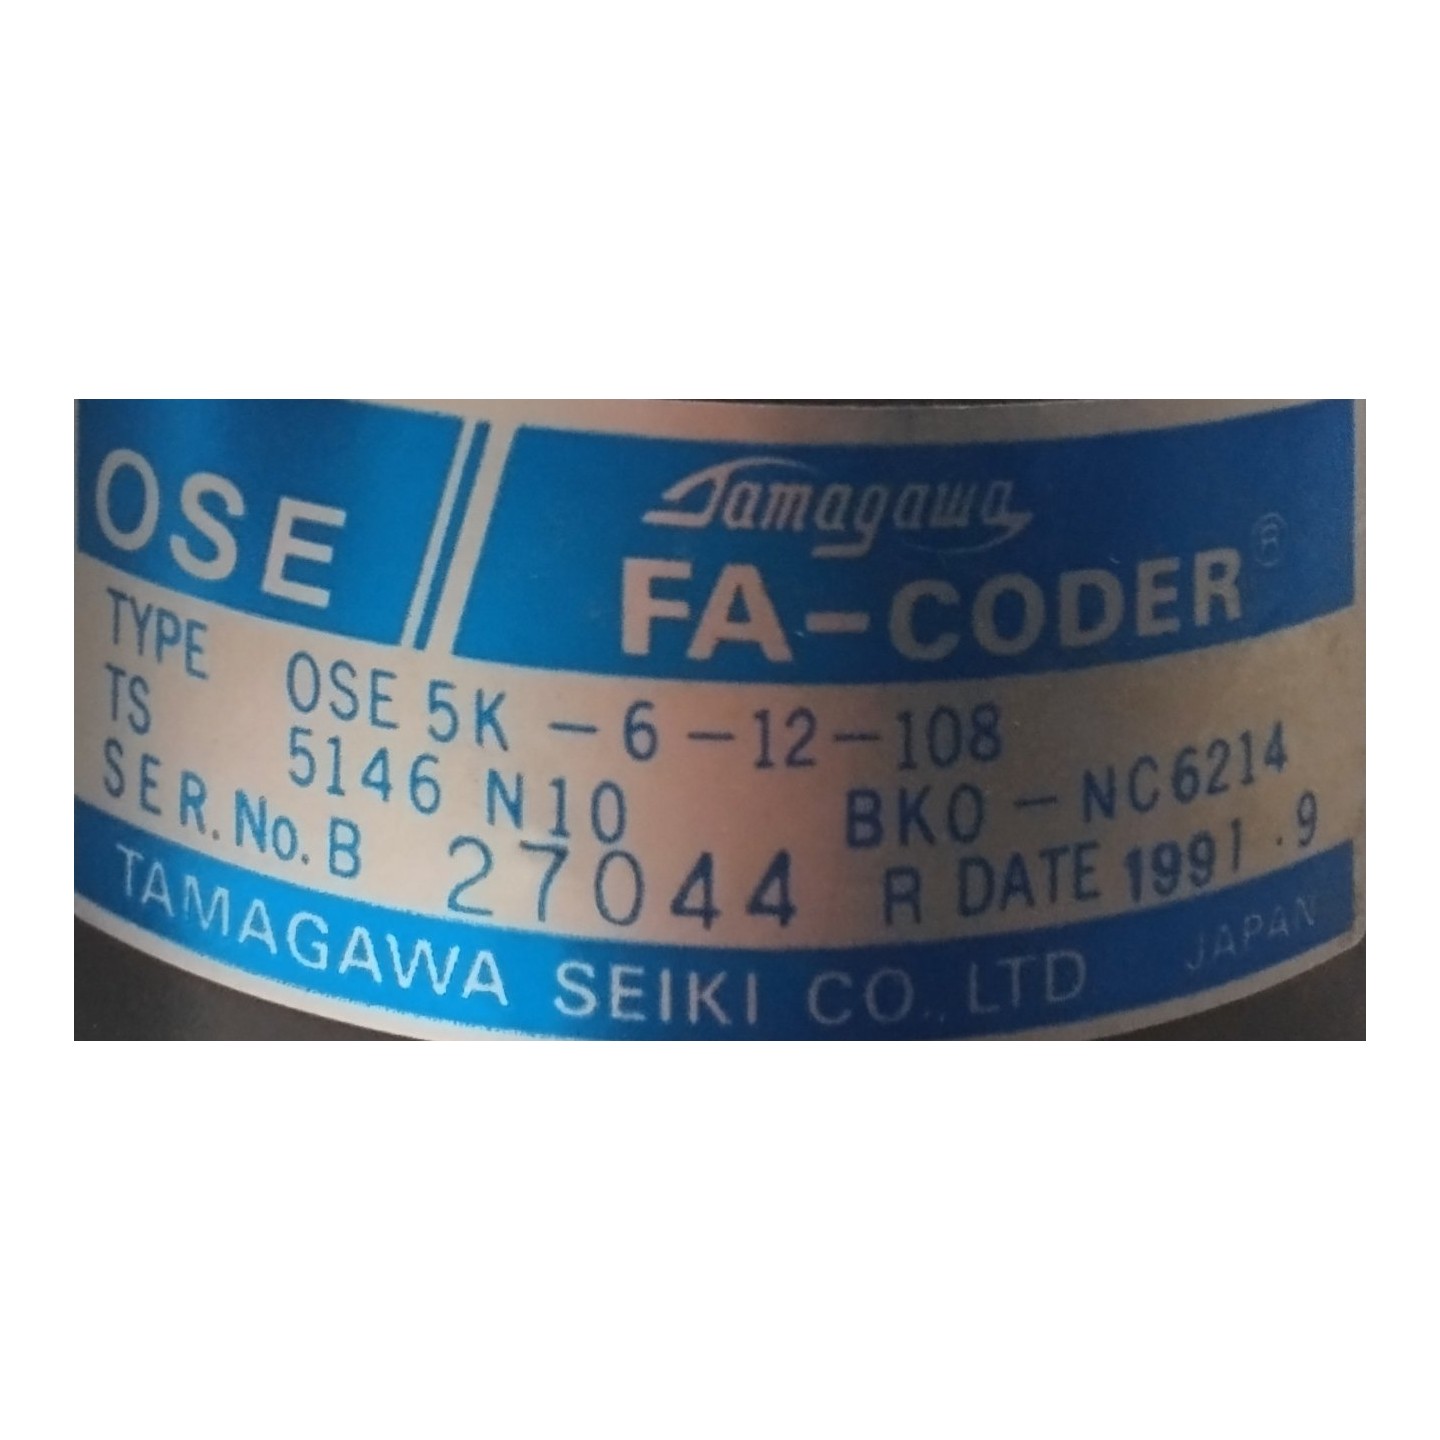 OSE
Tamagawa
FA-CODER®
TYPE OSE 5K-6-12-108
TS 5146 N10 BKO-NC6214
SER. No. B 27044 R DATE 1991.9
TAMAGAWA SEIKI CO., LTD JAPAN